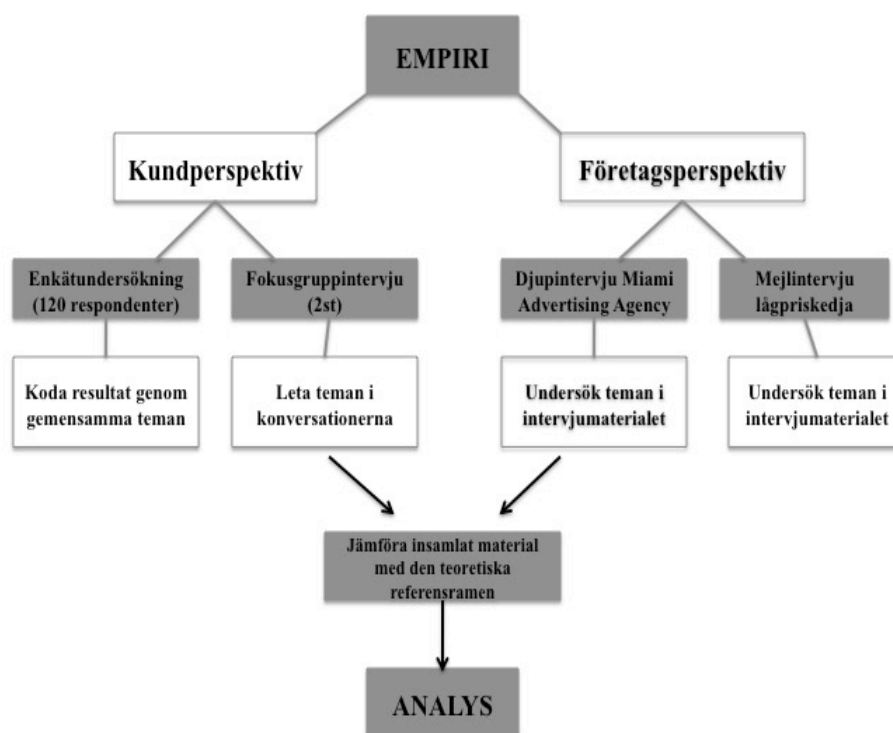 EMPIRI
Kundperspektiv
Företagsperspektiv
Enkätundersökning
(120 respondenter)
Fokusgruppintervju
(2st)
Djupintervju Miami
Advertising Agency
Mejlintervju
lågpriskedja
Koda resultat genom
gemensamma teman
Leta teman i
konversationerna
Undersök teman i
intervjumaterialet
Undersök teman i
intervjumaterialet
Jämföra insamlat material
med den teoretiska
referensramen
ANALYS